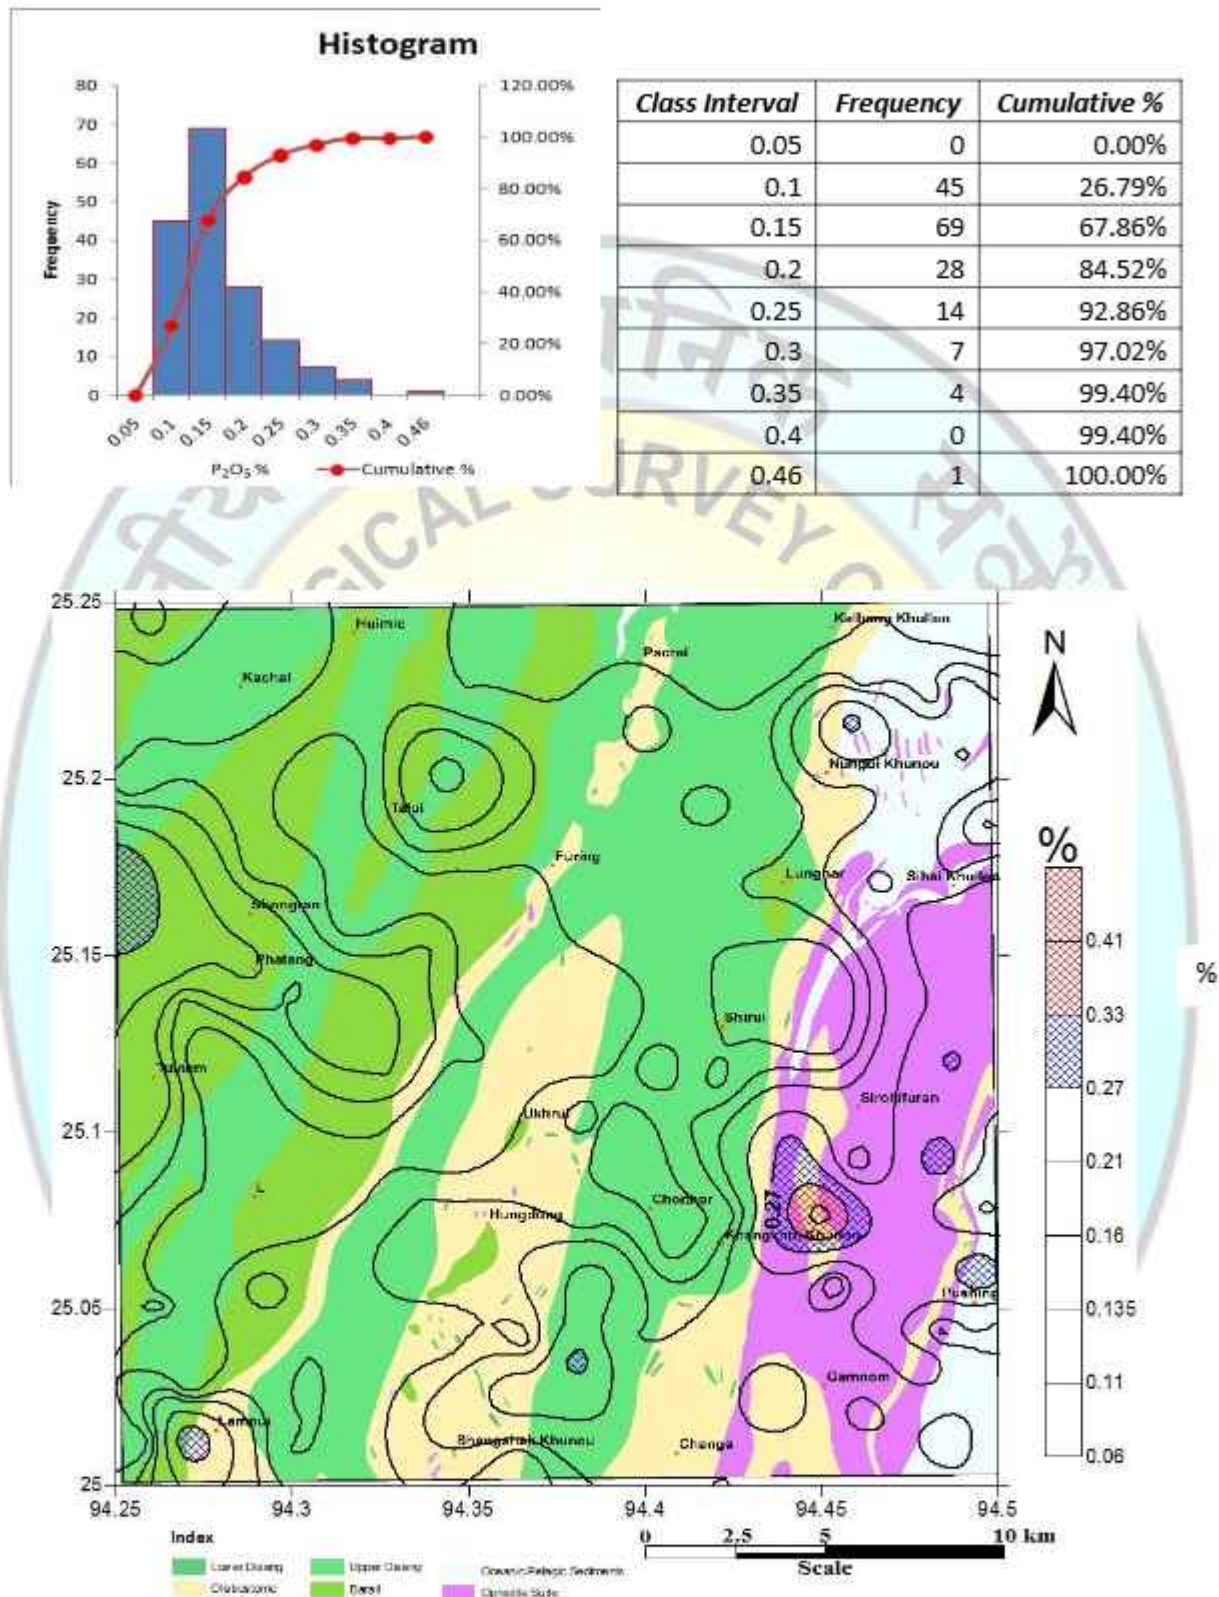 Histogram
80
70
60
50
40
30
20
10
0
Frequency
120.00%
100.00%
80.00%
60.00%
40.00%
20.00%
0.00%
0.05 0.1 0.15 0.2 0.25 0.3 0.35 0.4 0.46
P₂O₅ % Cumulative %
Class Interval Frequency Cumulative %
0.05 0 0.00%
0.1 45 26.79%
0.15 69 67.86%
0.2 28 84.52%
0.25 14 92.86%
0.3 7 97.02%
0.35 4 99.40%
0.4 0 99.40%
0.46 1 100.00%
GICAL SURVEY O
25.25
25.2
25.15
25.1
25.05
25
94.25 94.3 94.35 94.4 94.45 94.5
Huimie
Kachai
Pacrei
Nungui Khunou
Furing
Lunghar
Phatang
Shirui
Ukhrul
Hungdung
0.27
Gamnom
Shangshak Khunou
Changa
L
N
%
0.41
0.33
0.27
0.21
0.16
0.135
0.11
0.06
%
Index
Lower Disang Upper Disang Oceanic-Pelagic Sediments
Olistostromic Barail Ophiolite Suite
0 2.5 5 10 km
Scale